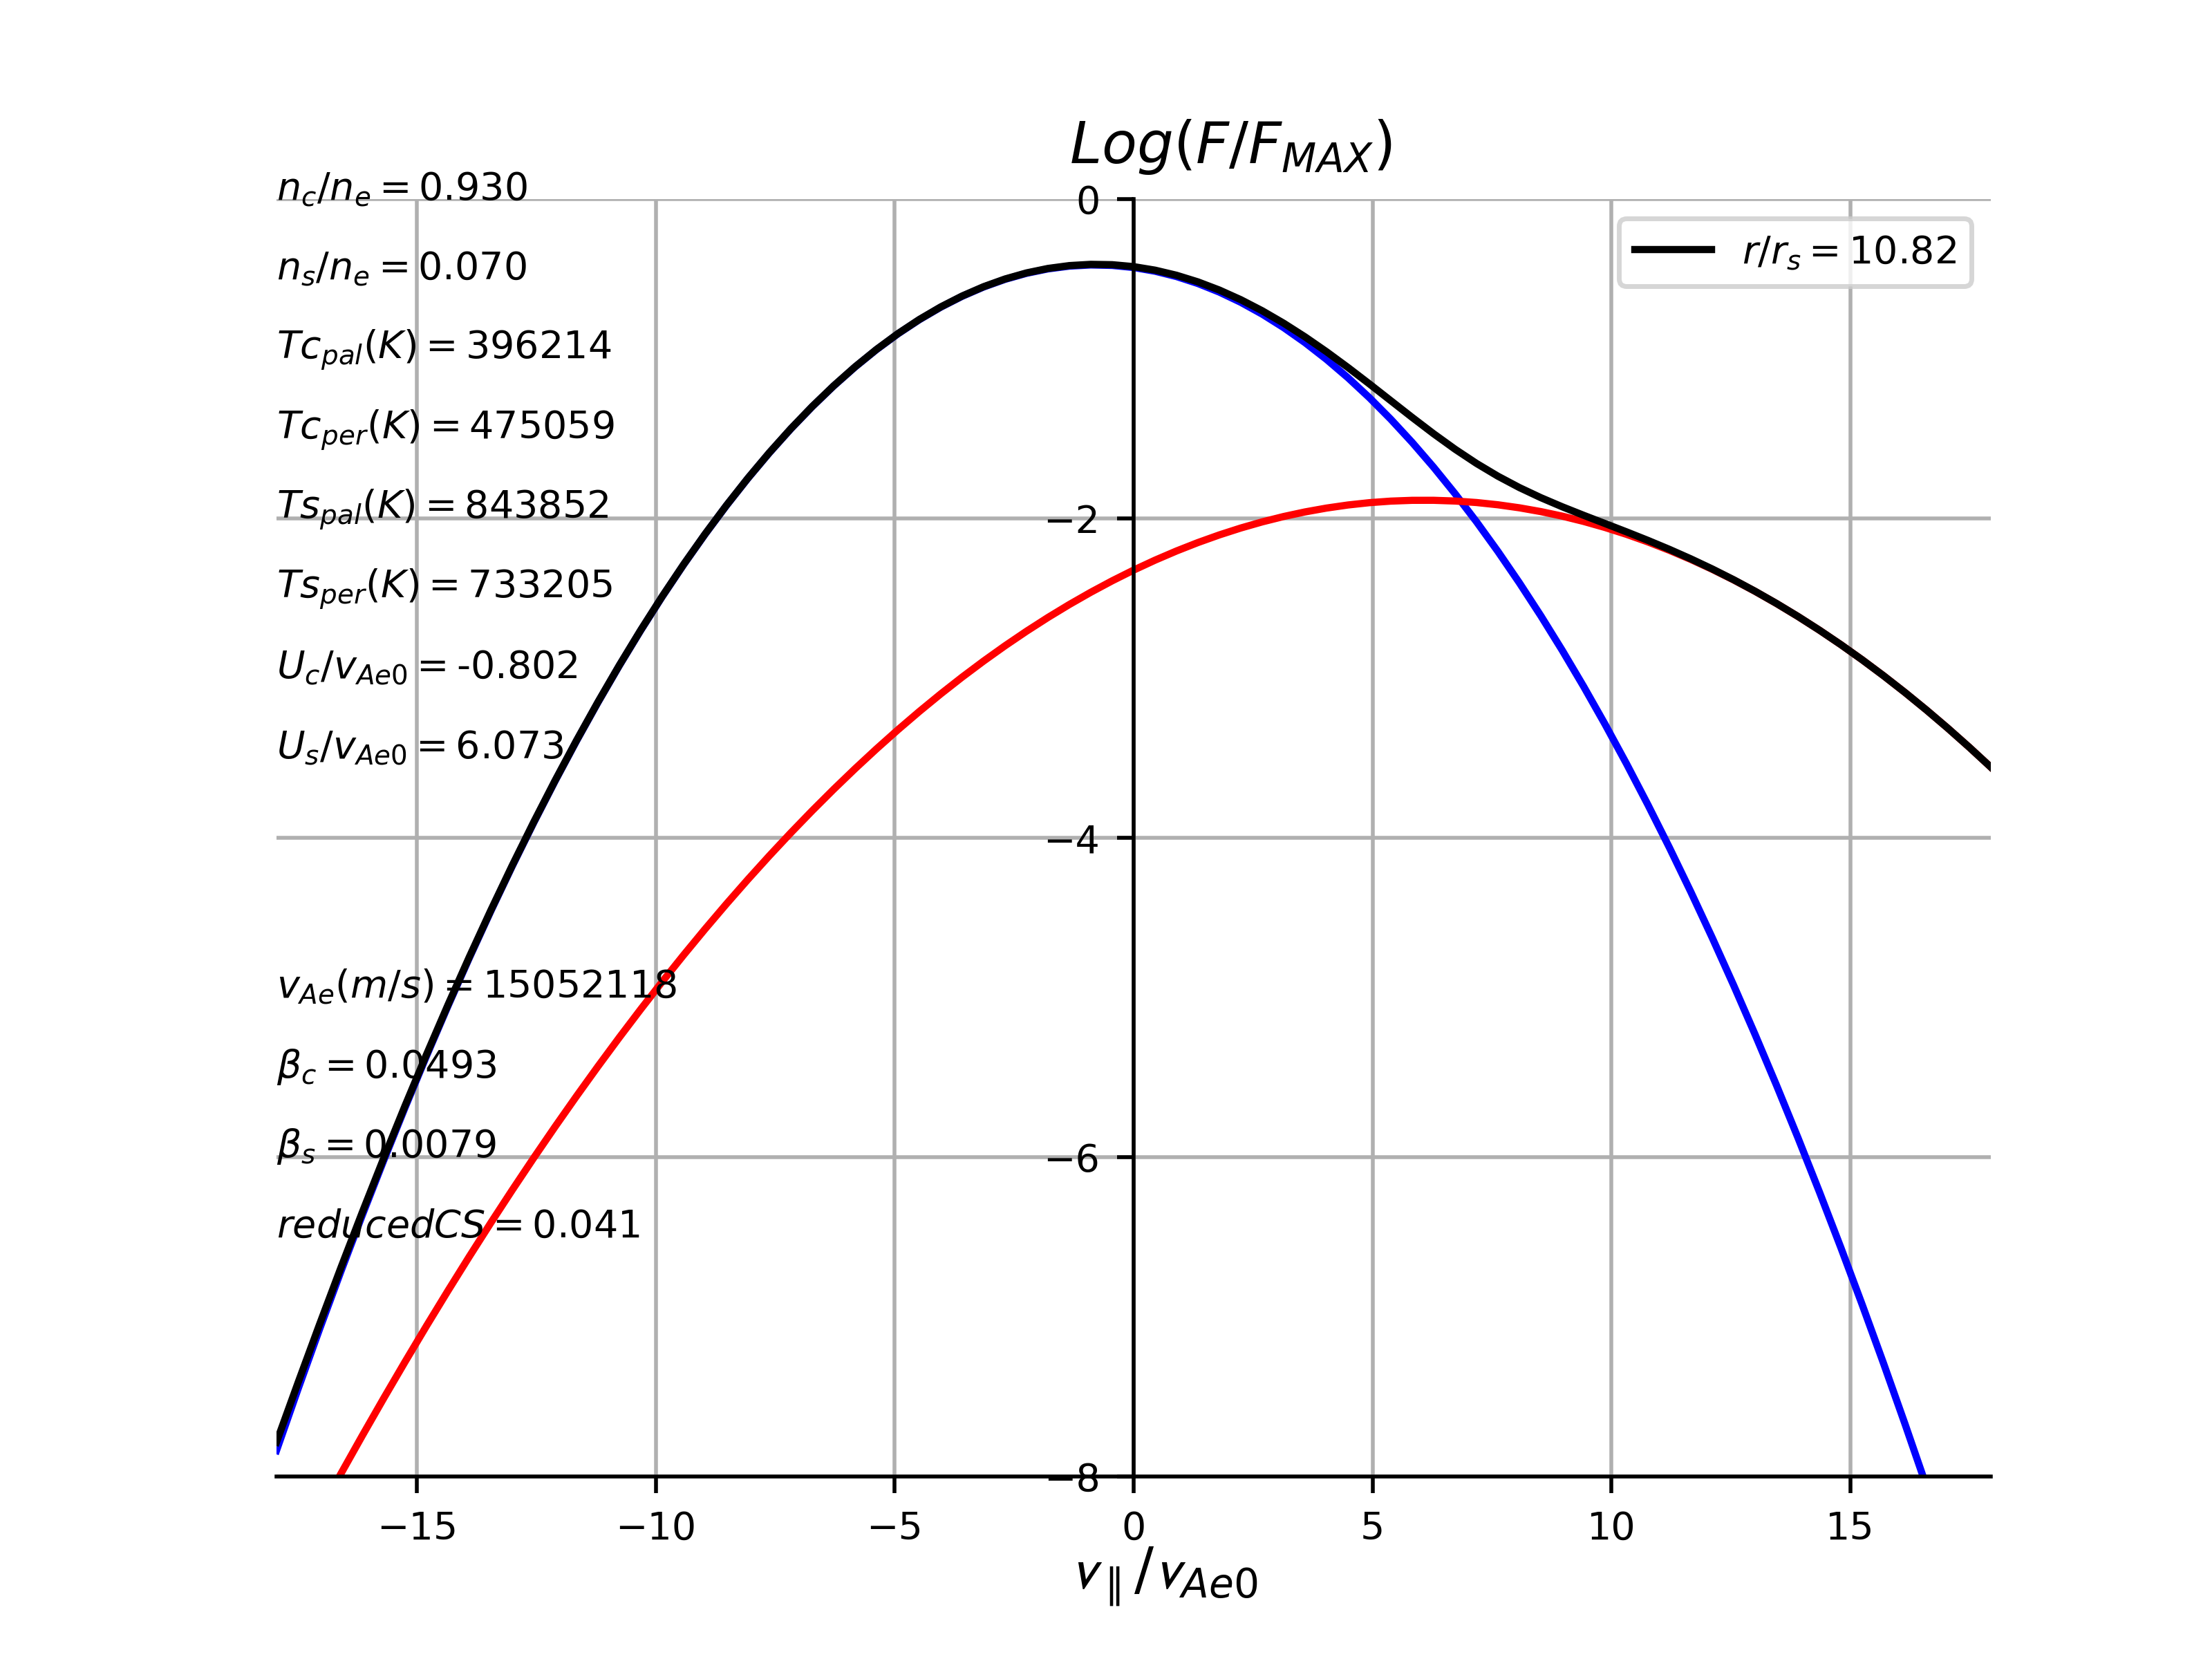 Log(F/F_MAX)
n_c/n_e = 0.930
0
r/r_s = 10.82
n_s/n_e = 0.070
Tc_pal(K) = 396214
Tc_per(K) = 475059
Ts_pal(K) = 843852
−2
Ts_per(K) = 733205
U_c/v_Ae0 = -0.802
U_s/v_Ae0 = 6.073
−4
v_Ae(m/s) = 15052118
β_c = 0.0493
β_s = 0.0079
−6
reducedCS = 0.041
−8
−15 −10 −5 0 5 10 15
v_∥/v_Ae0